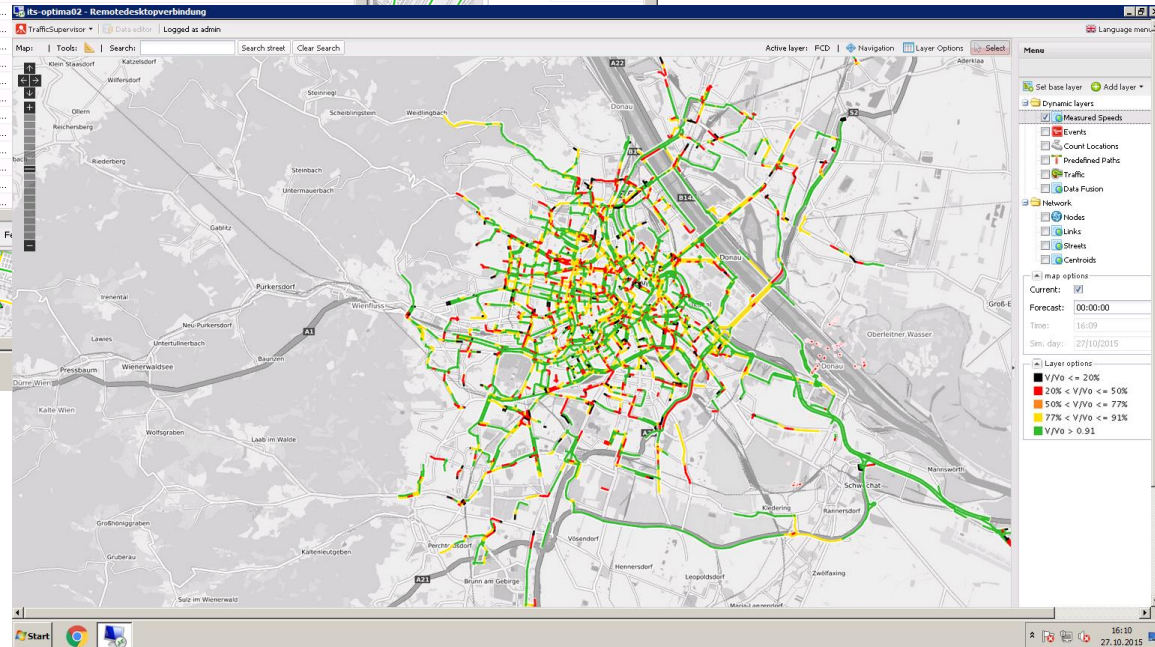 its-optima02 - Remotedesktopverbindung
TrafficSupervisor
Data editor
Logged as admin
Language menu
Map: | Tools: | Search:
Search street
Clear Search
Active layer: FCD
Navigation
Layer Options
Select
Menu
Set base layer
Add layer
Dynamic layers
Measured Speeds
Events
Count Locations
Predefined Paths
Traffic
Data Fusion
Network
Nodes
Links
Streets
Centroids
map options
Current:
Forecast: 00:00:00
Time: 16:09
Sim. day: 27/10/2015
Layer options
V/Vo <= 20%
20% < V/Vo <= 50%
50% < V/Vo <= 77%
77% < V/Vo <= 91%
V/Vo > 0.91
Klein Staasdorf
Katzelsdorf
Wilfersdorf
A22
Aderklaa
Steinriegl
Ollern
Scheiblingstein
Weidlingbach
Donau
S2
Reichersberg
Riederberg
Steinbach
Untermauerbach
B14
Gablitz
Donau
Purkersdorf
Irenental
Wienfluss
Groß-E
Neu-Purkersdorf
A1
Lawies
Untertullnerbach
Oberleitner Wasser
Pressbaum
Wienerwaldsee
Baunzen
Donau
Dürre Wien
Kalte Wien
Wolfsgraben
Laab im Walde
Mannswörth
Schwechat
Großhöniggraben
Kledering
Rannersdorf
Kaltenleutgeben
Vösendorf
Gruberau
Hennersdorf
Leopoldsdorf
Zwölfaxing
A21
Brunn am Gebirge
Sulz im Wienerwald
Maria-Lanzendorf
Start
16:10
27.10.2015